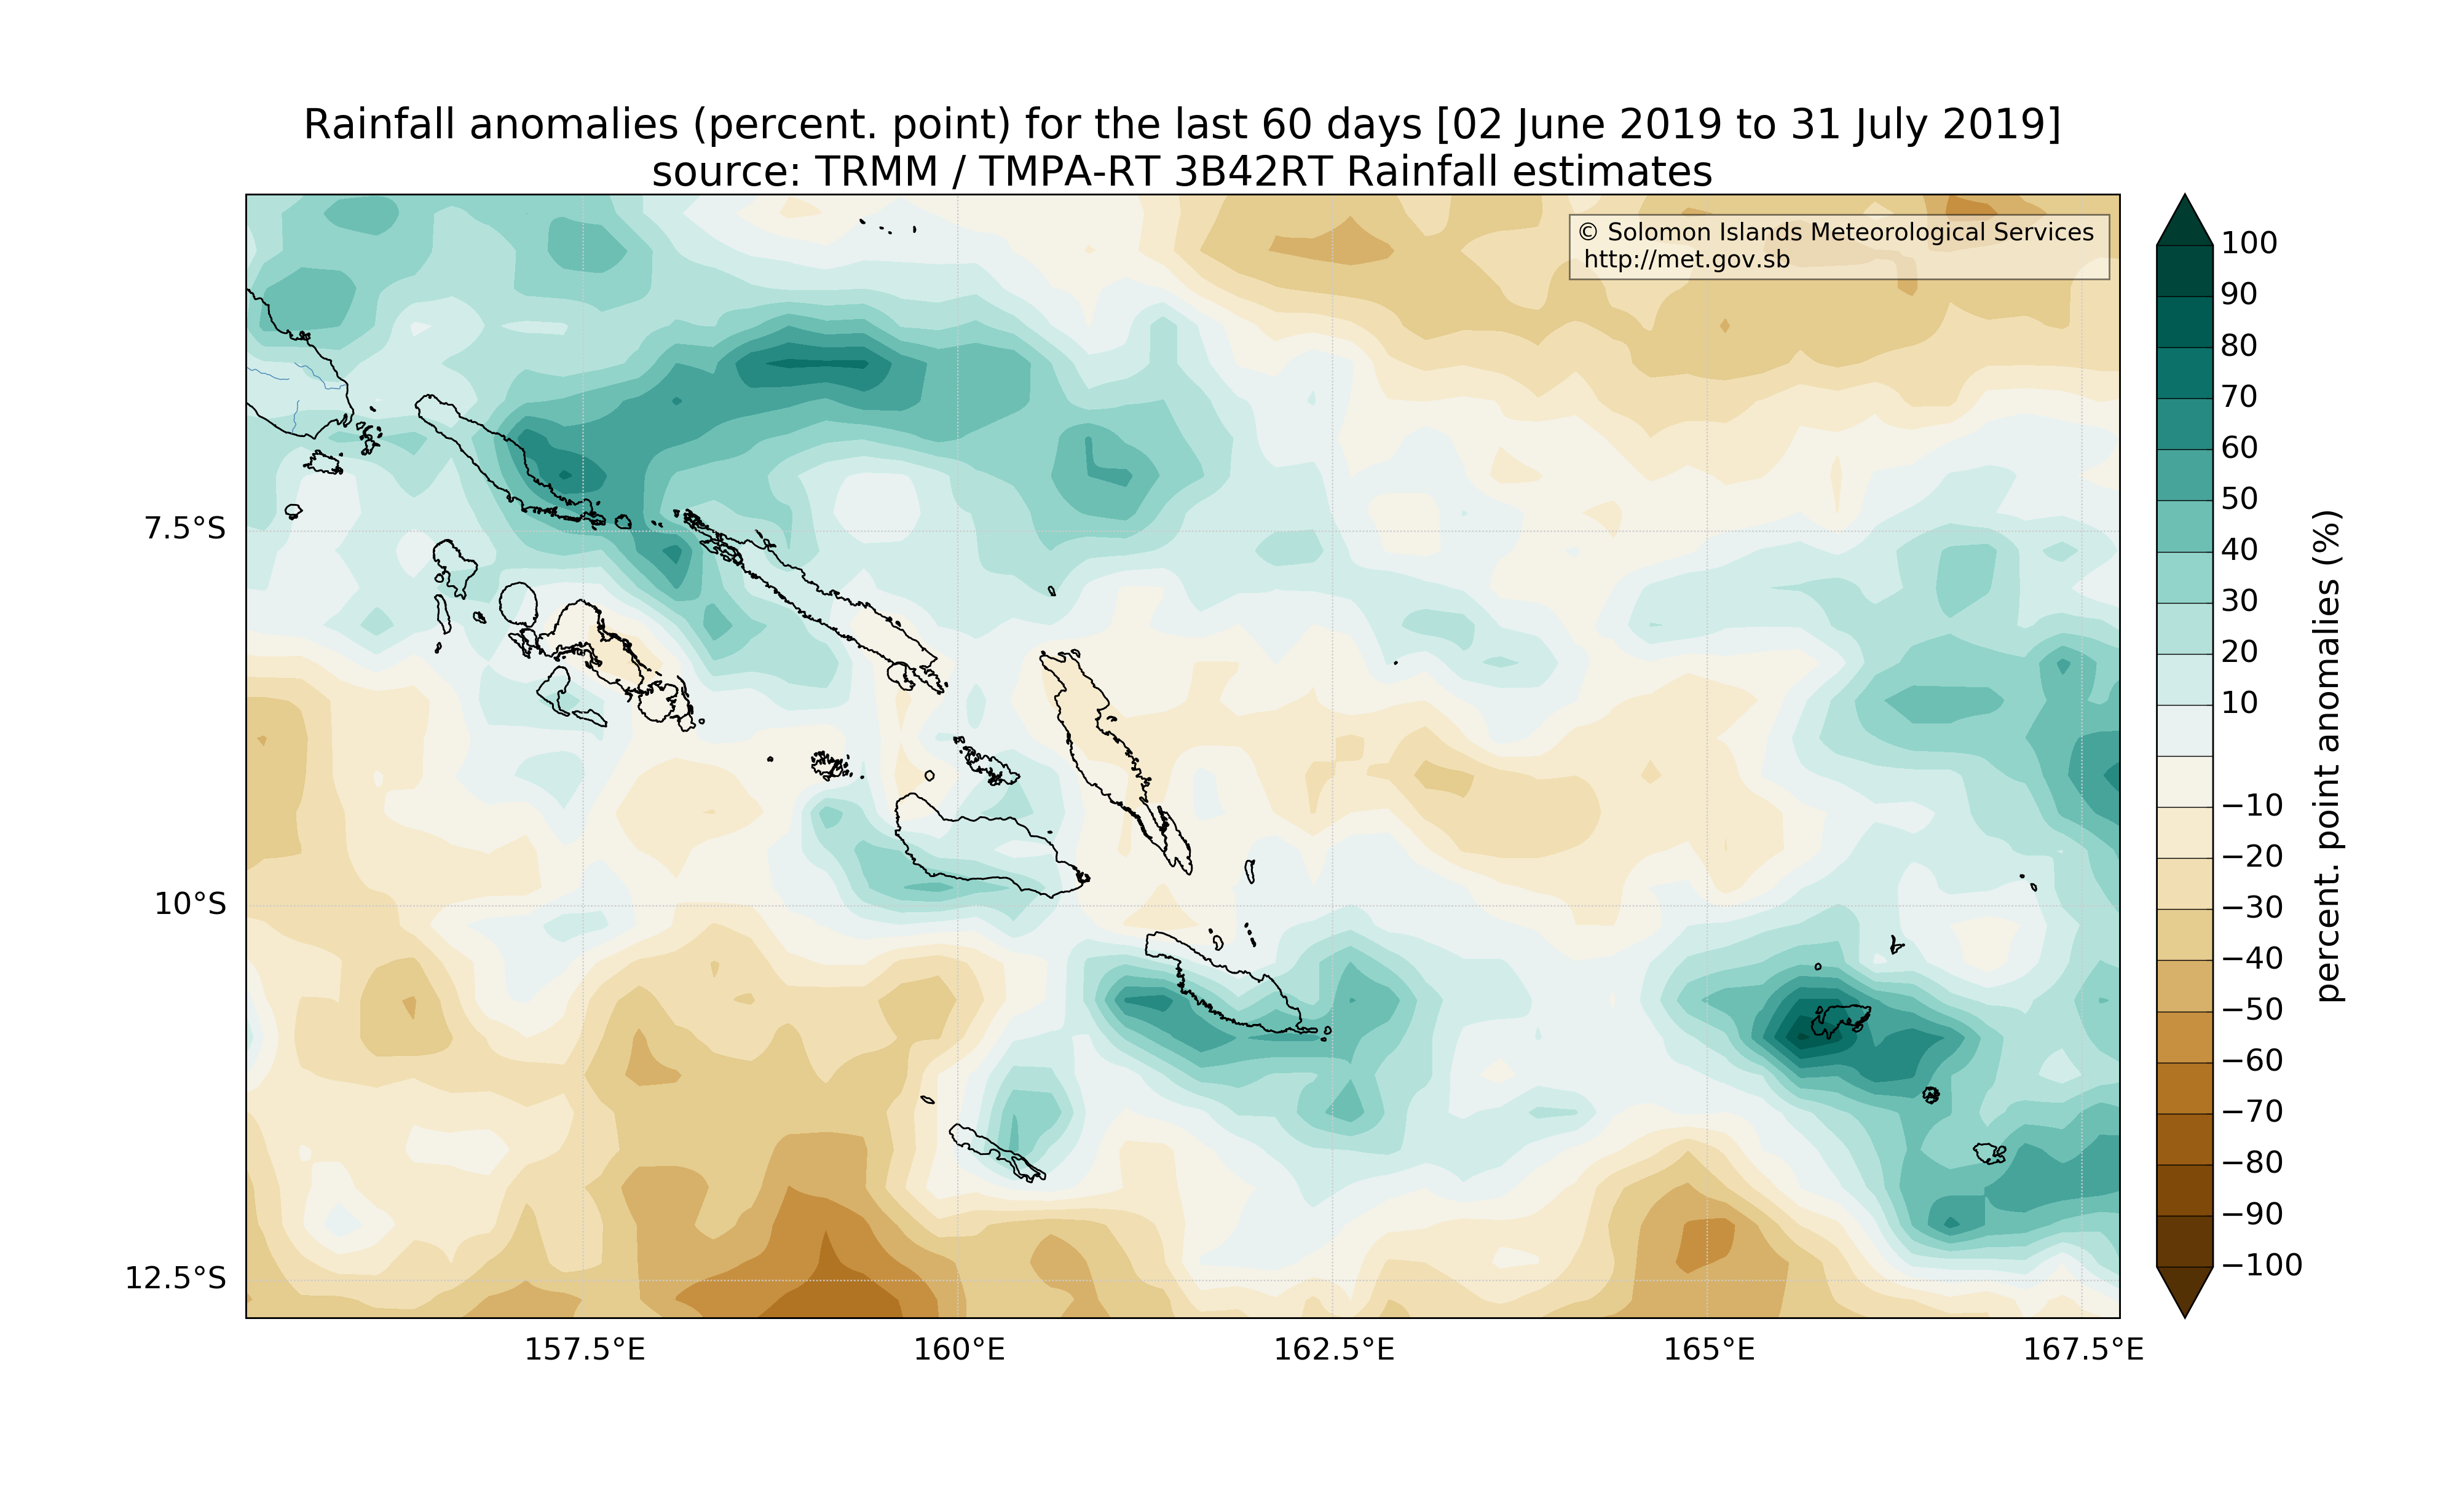 Rainfall anomalies (percent. point) for the last 60 days [02 June 2019 to 31 July 2019]
source: TRMM / TMPA-RT 3B42RT Rainfall estimates
© Solomon Islands Meteorological Services
http://met.gov.sb
7.5°S
10°S
12.5°S
157.5°E
160°E
162.5°E
165°E
167.5°E
100
90
80
70
60
50
40
30
20
10
−10
−20
−30
−40
−50
−60
−70
−80
−90
−100
percent. point anomalies (%)